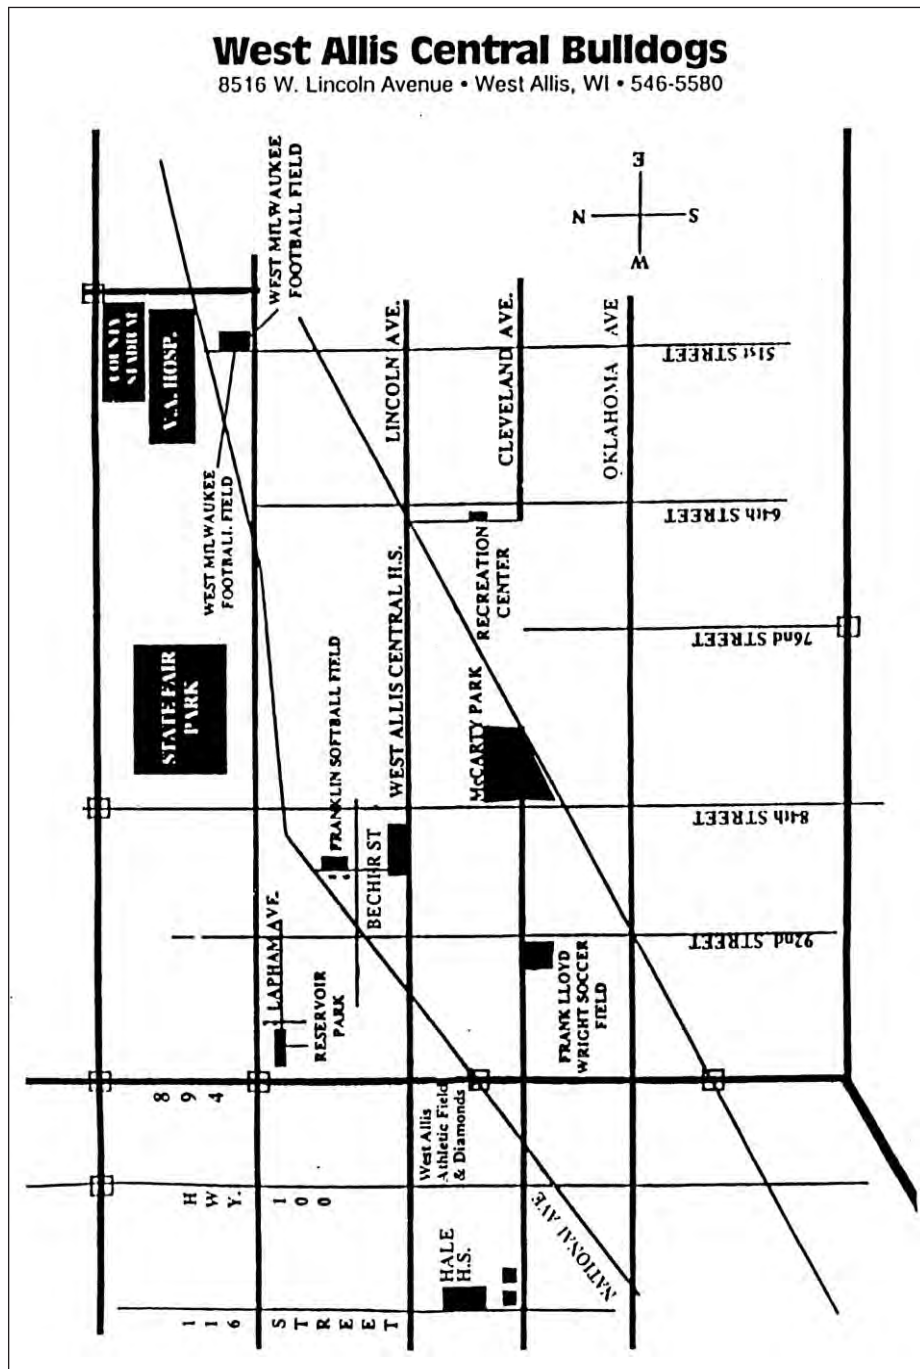 West Allis Central Bulldogs
8516 W. Lincoln Avenue • West Allis, WI • 546-5580
E
N
S
W
WEST MILWAUKEE
FOOTBALL FIELD
COUNTY
STADIUM
V.A. HOSP.
LINCOLN AVE.
CLEVELAND AVE.
OKLAHOMA AVE
51st STREET
WEST MILWAUKEE
FOOTBALL FIELD
64th STREET
RECREATION
CENTER
WEST ALLIS CENTRAL H.S.
76nd STREET
STATE FAIR
PARK
FRANKLIN SOFTBALL FIELD
McCARTY PARK
84th STREET
BECHER ST
92nd STREET
LAPHAM AVE.
RESERVOIR
PARK
FRANK LLOYD
WRIGHT SOCCER
FIELD
894
West Allis
Athletic Field
& Diamonds
HWY. 100
NATIONAL AVE
HALE
H.S.
116 STREET